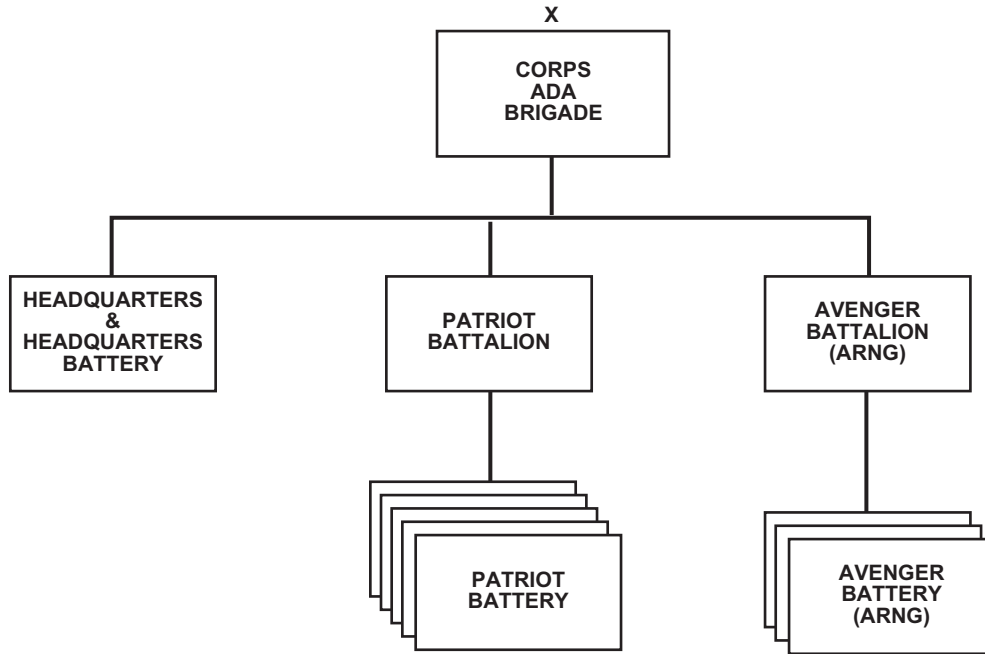 X
CORPS
ADA
BRIGADE
HEADQUARTERS
&
HEADQUARTERS
BATTERY
PATRIOT
BATTALION
AVENGER
BATTALION
(ARNG)
PATRIOT
BATTERY
AVENGER
BATTERY
(ARNG)